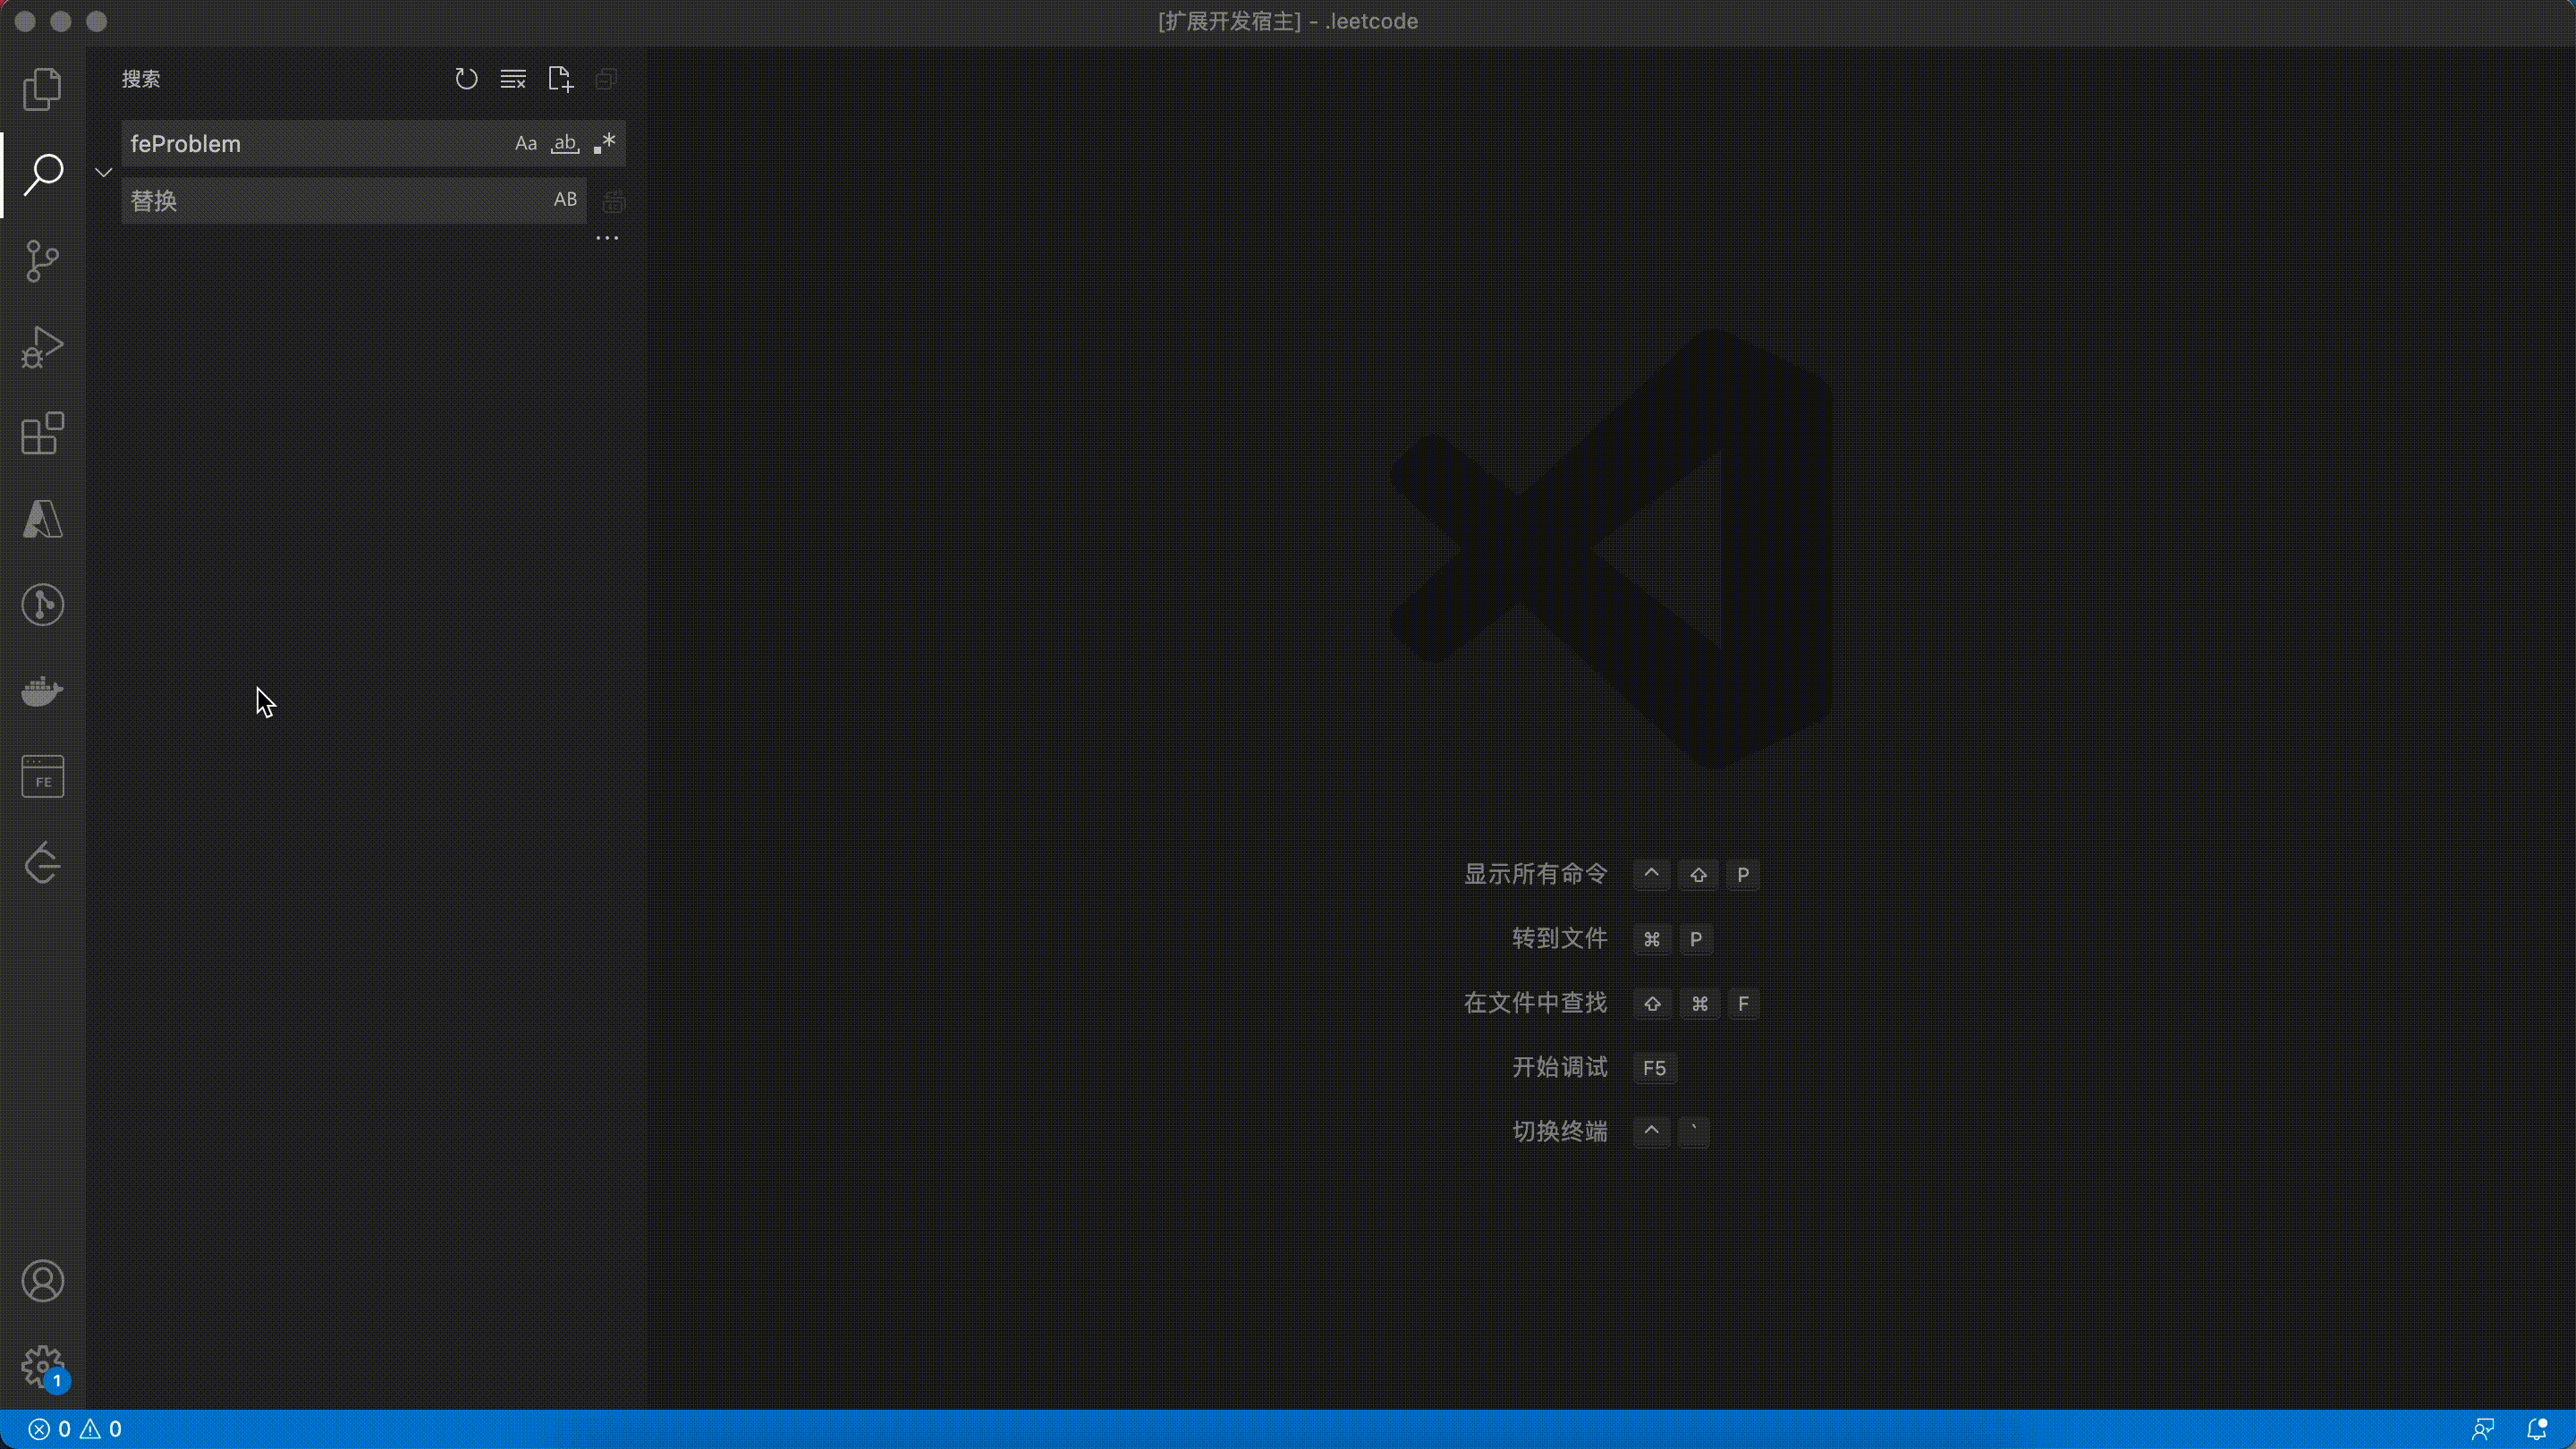 [扩展开发宿主] - .leetcode
搜索
feProblem
Aa ab .*
替换
AB
...
FE
显示所有命令 ^ ⇧ P
转到文件 ⌘ P
在文件中查找 ⇧ ⌘ F
开始调试 F5
切换终端 ^ `
1
0 0